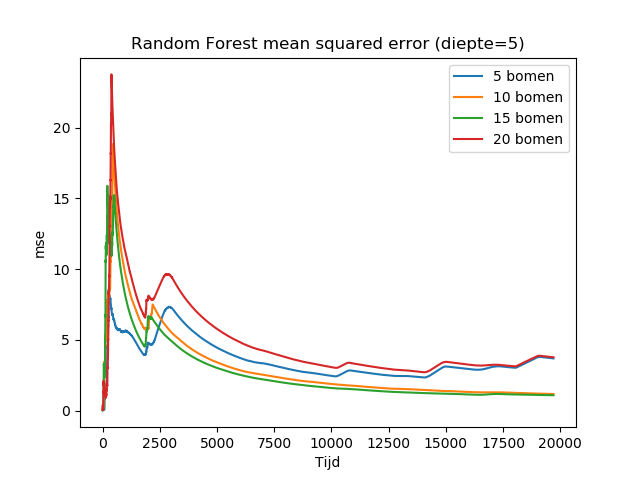 Random Forest mean squared error (diepte=5)
5 bomen
10 bomen
15 bomen
20 bomen
mse
20
15
10
5
0
0 2500 5000 7500 10000 12500 15000 17500 20000
Tijd